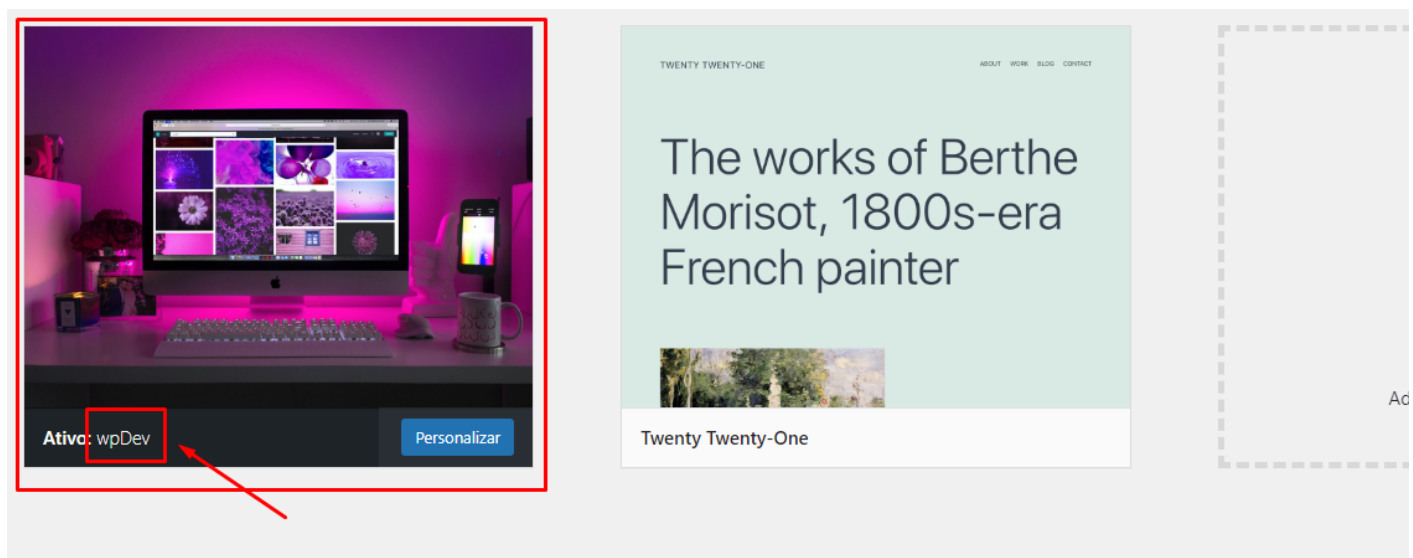 Ativo: wpDev
Personalizar
TWENTY TWENTY-ONE
ABOUT WORK BLOG CONTACT
The works of Berthe
Morisot, 1800s-era
French painter
Twenty Twenty-One
Ad